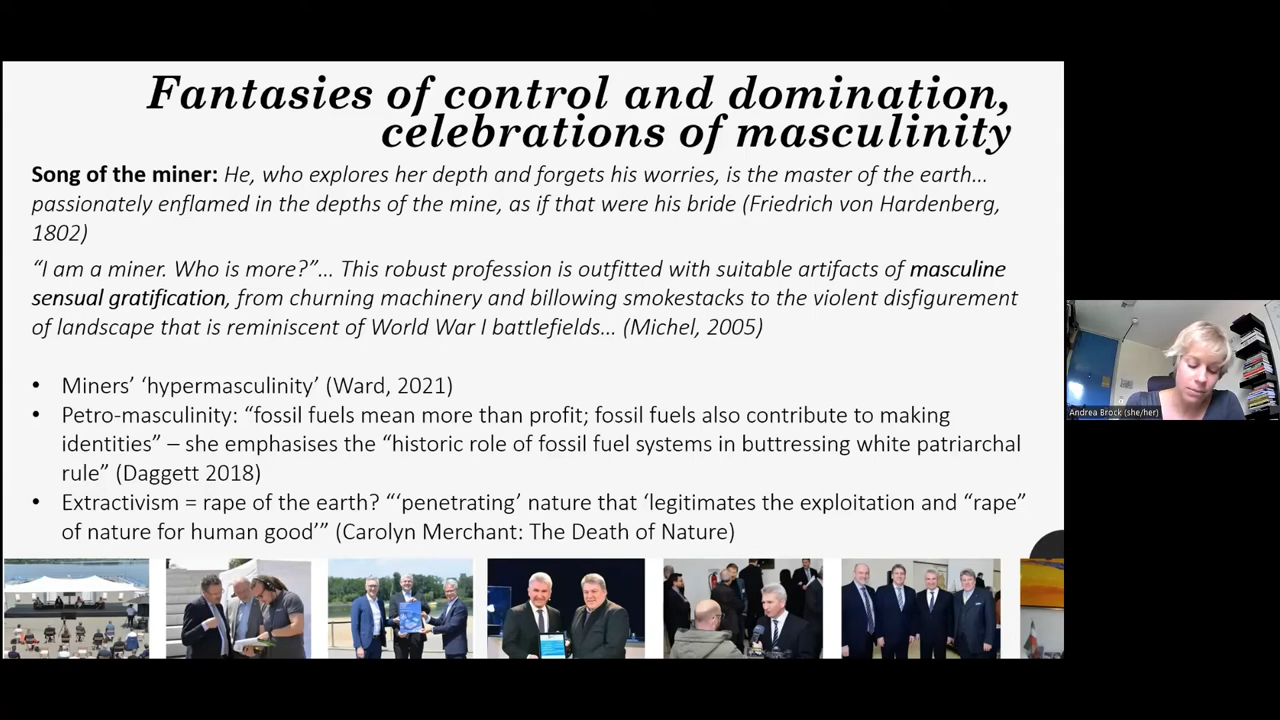 Fantasies of control and domination,
celebrations of masculinity
Song of the miner: He, who explores her depth and forgets his worries, is the master of the earth…
passionately enflamed in the depths of the mine, as if that were his bride (Friedrich von Hardenberg,
1802)
“I am a miner. Who is more?”… This robust profession is outfitted with suitable artifacts of masculine
sensual gratification, from churning machinery and billowing smokestacks to the violent disfigurement
of landscape that is reminiscent of World War I battlefields… (Michel, 2005)
• Miners’ ‘hypermasculinity’ (Ward, 2021)
• Petro-masculinity: “fossil fuels mean more than profit; fossil fuels also contribute to making
identities” – she emphasises the “historic role of fossil fuel systems in buttressing white patriarchal
rule” (Daggett 2018)
• Extractivism = rape of the earth? “‘penetrating’ nature that ‘legitimates the exploitation and “rape”
of nature for human good’” (Carolyn Merchant: The Death of Nature)
Andrea Brock (she/her)